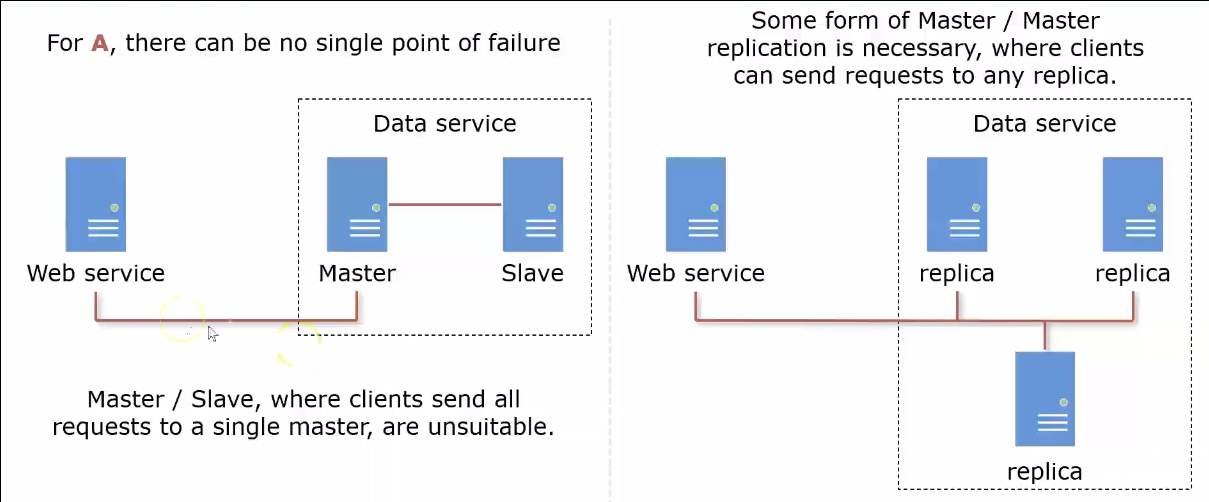 For A, there can be no single point of failure
Data service
Web service
Master
Slave
Master / Slave, where clients send all
requests to a single master, are unsuitable.
Some form of Master / Master
replication is necessary, where clients
can send requests to any replica.
Data service
Web service
replica
replica
replica